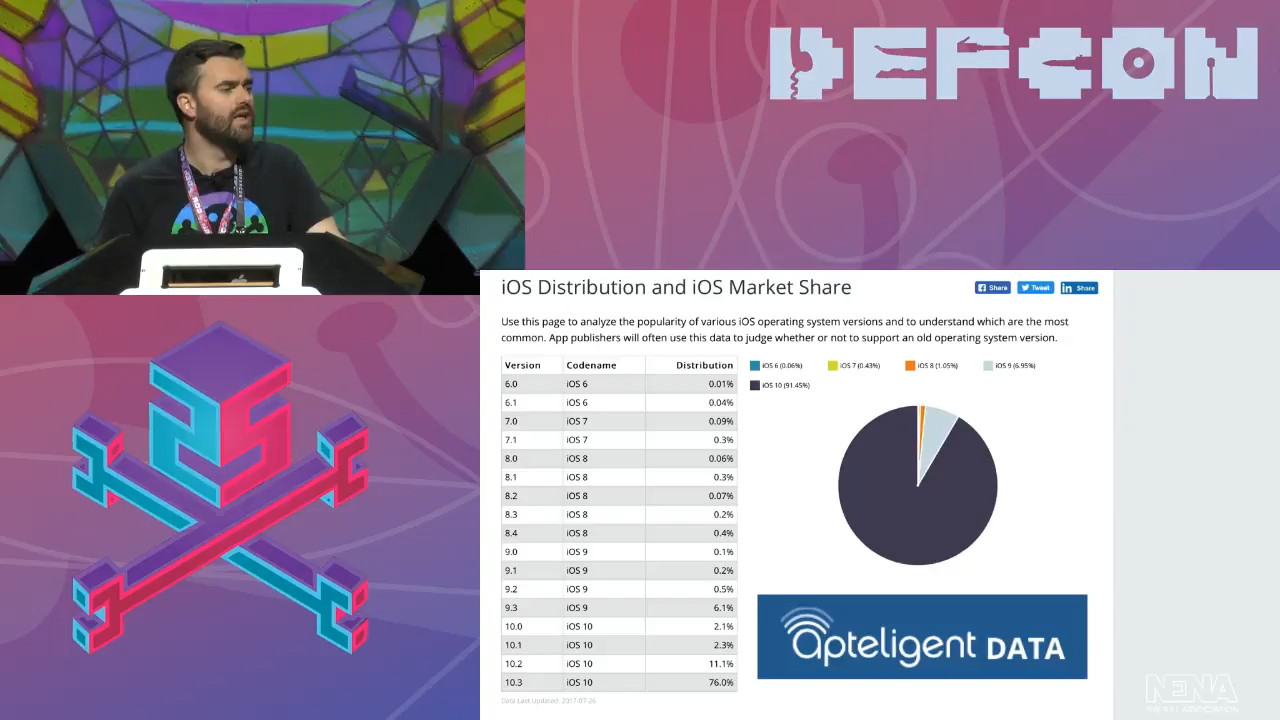 DEFCON
iOS Distribution and iOS Market Share
Share
Tweet
Share
Use this page to analyze the popularity of various iOS operating system versions and to understand which are the most
common. App publishers will often use this data to judge whether or not to support an old operating system version.
Version Codename Distribution
6.0 iOS 6 0.01%
6.1 iOS 6 0.04%
7.0 iOS 7 0.09%
7.1 iOS 7 0.3%
8.0 iOS 8 0.06%
8.1 iOS 8 0.3%
8.2 iOS 8 0.07%
8.3 iOS 8 0.2%
8.4 iOS 8 0.4%
9.0 iOS 9 0.1%
9.1 iOS 9 0.2%
9.2 iOS 9 0.5%
9.3 iOS 9 6.1%
10.0 iOS 10 2.1%
10.1 iOS 10 2.3%
10.2 iOS 10 11.1%
10.3 iOS 10 76.0%
Data Last Updated: 2017-07-26
iOS 6 (0.06%) iOS 7 (0.43%) iOS 8 (1.05%) iOS 9 (6.95%)
iOS 10 (91.45%)
apteligent DATA
NENA